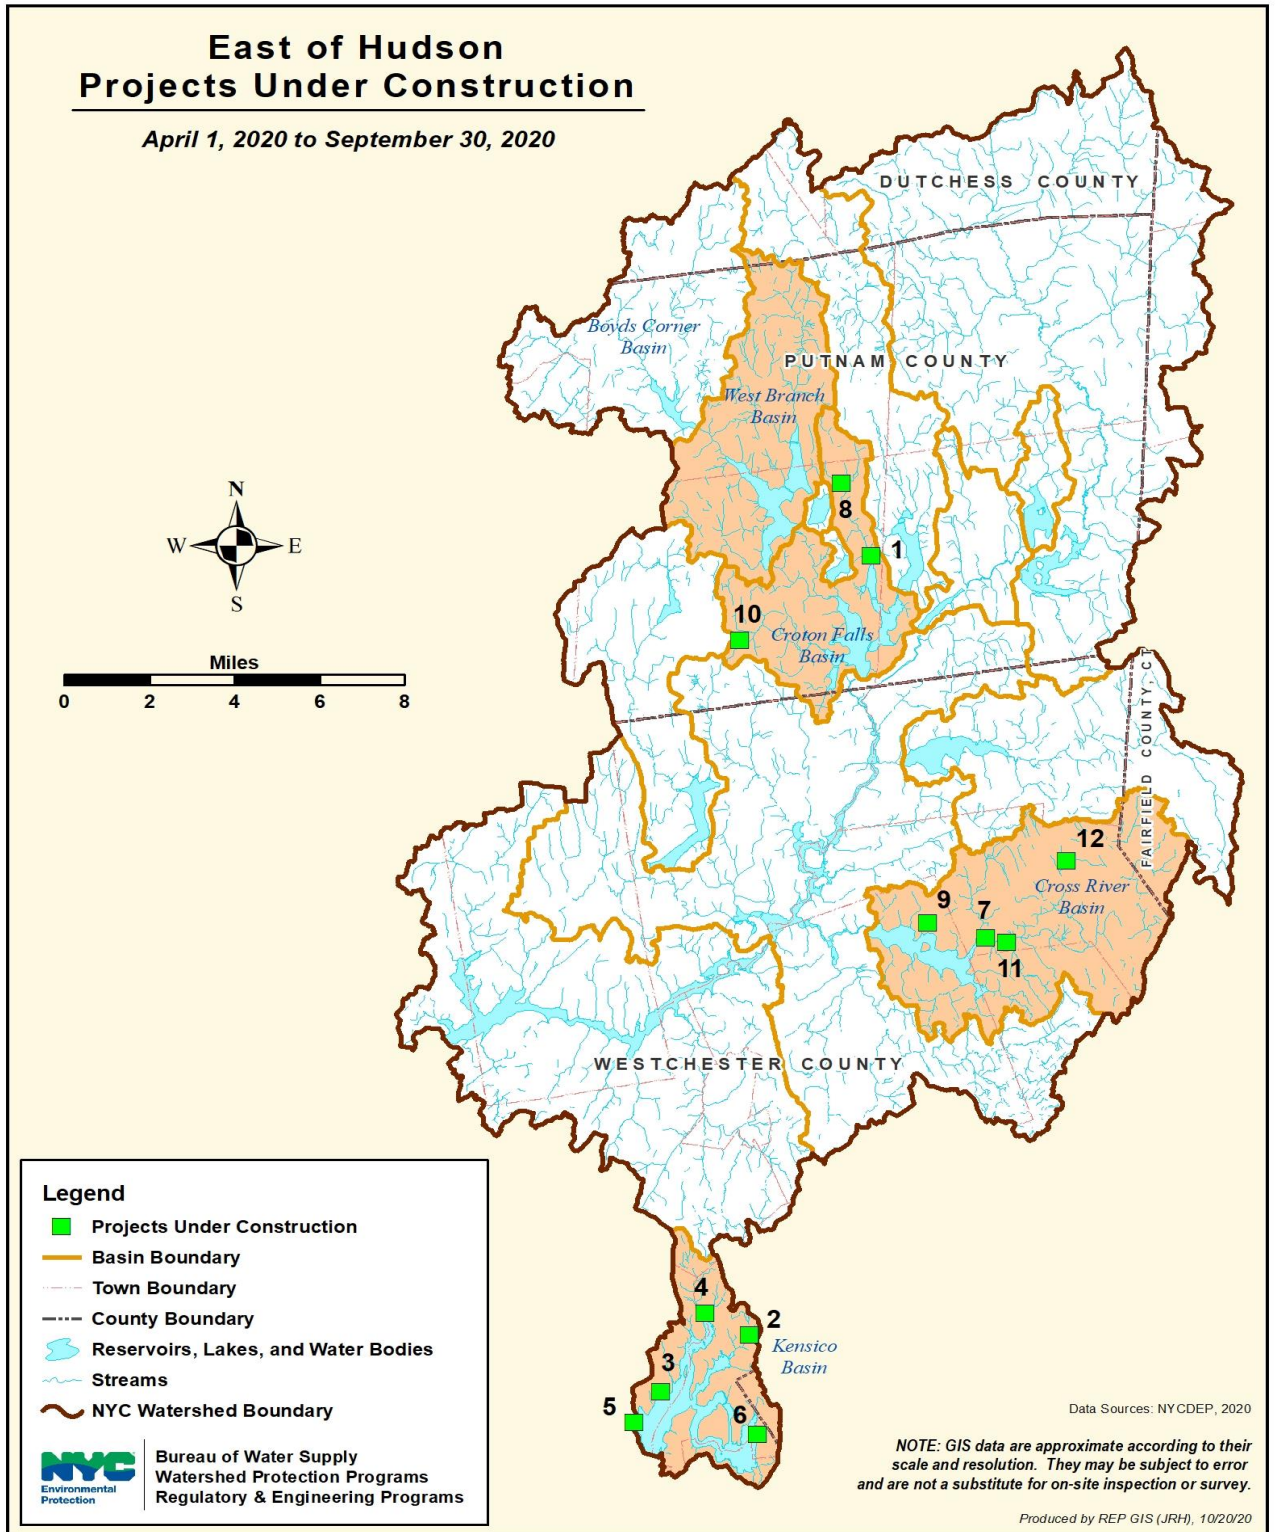 East of Hudson
Projects Under Construction
April 1, 2020 to September 30, 2020
DUTCHESS COUNTY
Boyds Corner
Basin
PUTNAM COUNTY
West Branch
Basin
8
1
N
W E
S
10
Croton Falls
Basin
Miles
0 2 4 6 8
FAIRFIELD COUNTY, CT
12
Cross River
Basin
9
7
11
WESTCHESTER COUNTY
4
2
Kensico
Basin
3
5
6
Legend
Projects Under Construction
Basin Boundary
Town Boundary
County Boundary
Reservoirs, Lakes, and Water Bodies
Streams
NYC Watershed Boundary
NYC
Environmental
Protection
Bureau of Water Supply
Watershed Protection Programs
Regulatory & Engineering Programs
Data Sources: NYCDEP, 2020
NOTE: GIS data are approximate according to their
scale and resolution. They may be subject to error
and are not a substitute for on-site inspection or survey.
Produced by REP GIS (JRH), 10/20/20